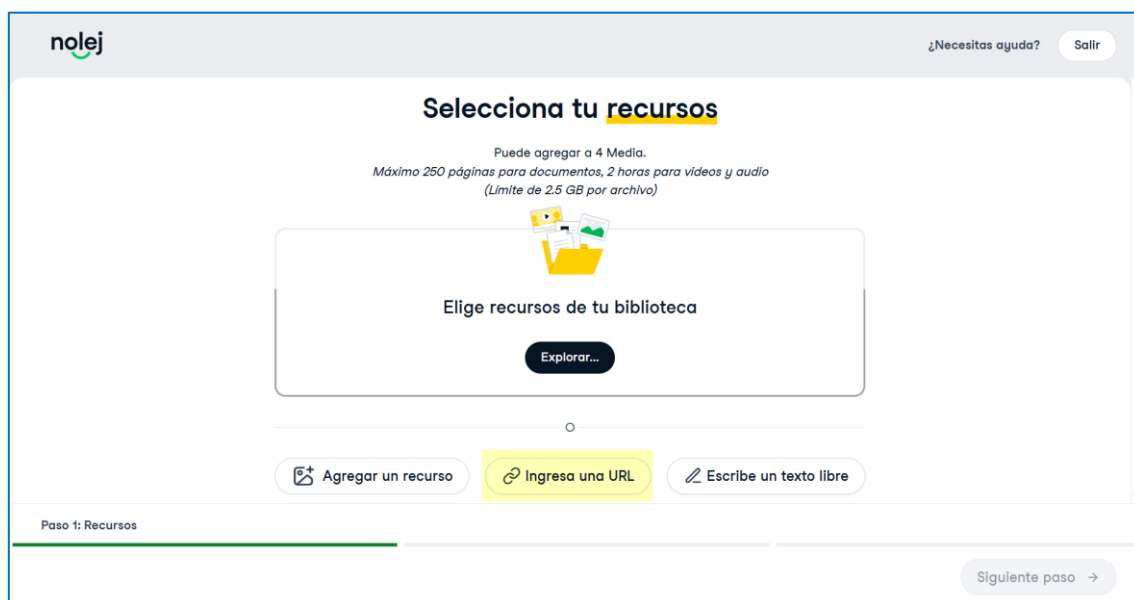 nolej
¿Necesitas ayuda?
Salir
Selecciona tu recursos
Puede agregar a 4 Media.
Máximo 250 páginas para documentos, 2 horas para videos y audio
(Límite de 2.5 GB por archivo)
Elige recursos de tu biblioteca
Explorar...
O
Agregar un recurso
Ingresa una URL
Escribe un texto libre
Paso 1: Recursos
Siguiente paso →